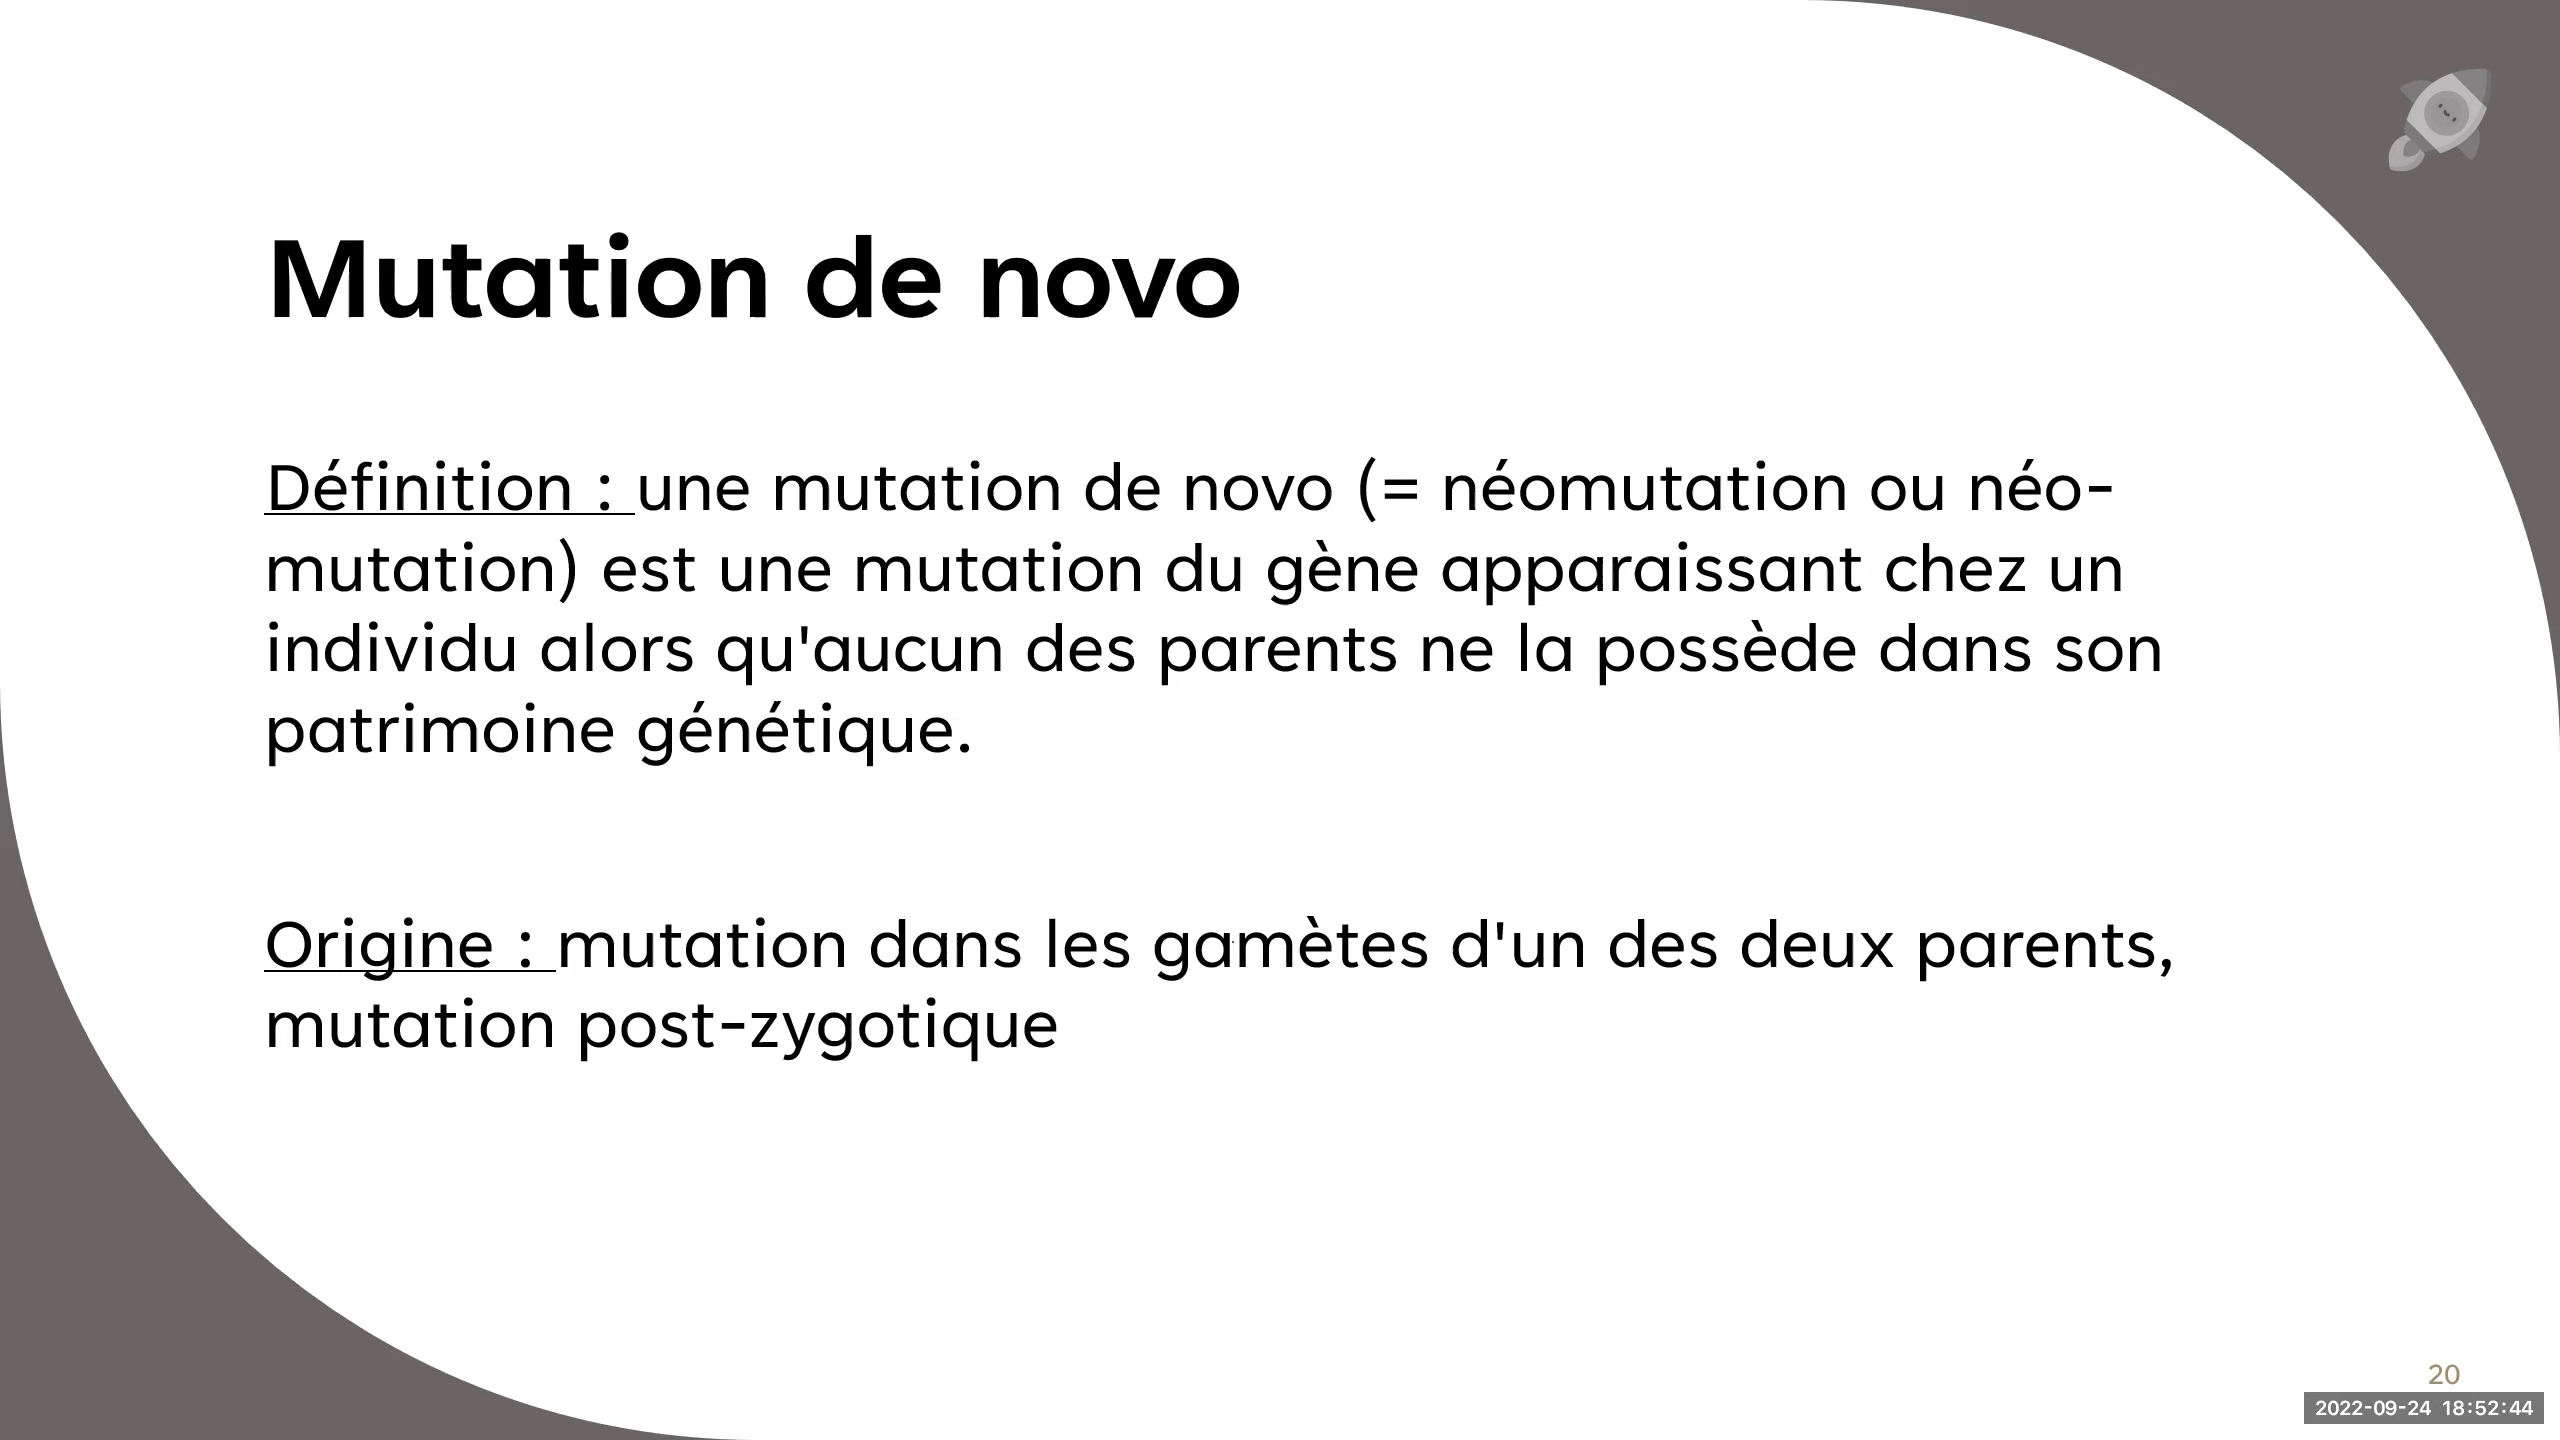 Mutation de novo
Définition : une mutation de novo (= néomutation ou néo-
mutation) est une mutation du gène apparaissant chez un
individu alors qu'aucun des parents ne la possède dans son
patrimoine génétique.
Origine : mutation dans les gamètes d'un des deux parents,
mutation post-zygotique
20
2022-09-24 18:52:44